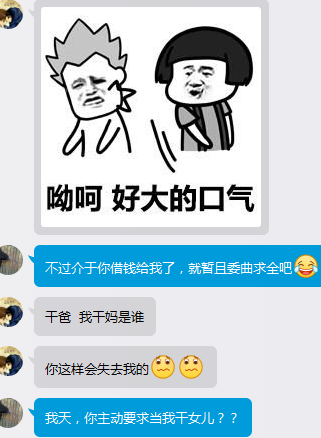 呦呵 好大的口气
不过介于你借钱给我了，就暂且委曲求全吧😂
干爸  我干妈是谁
你这样会失去我的😖😖
我天，你主动要求当我干女儿？？